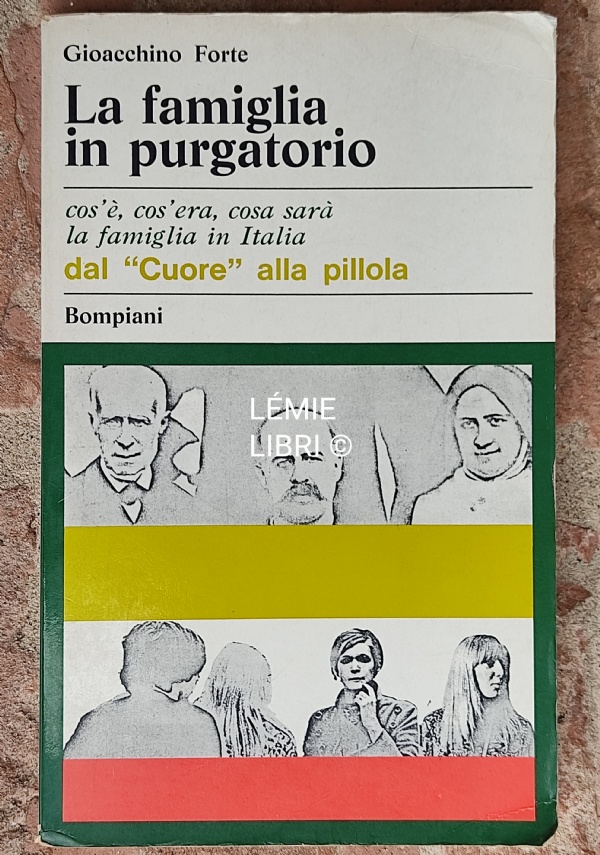 Gioacchino Forte
La famiglia
in purgatorio
cos'è, cos'era, cosa sarà
la famiglia in Italia
dal "Cuore" alla pillola
Bompiani
LÉMIE
LIBRI ©